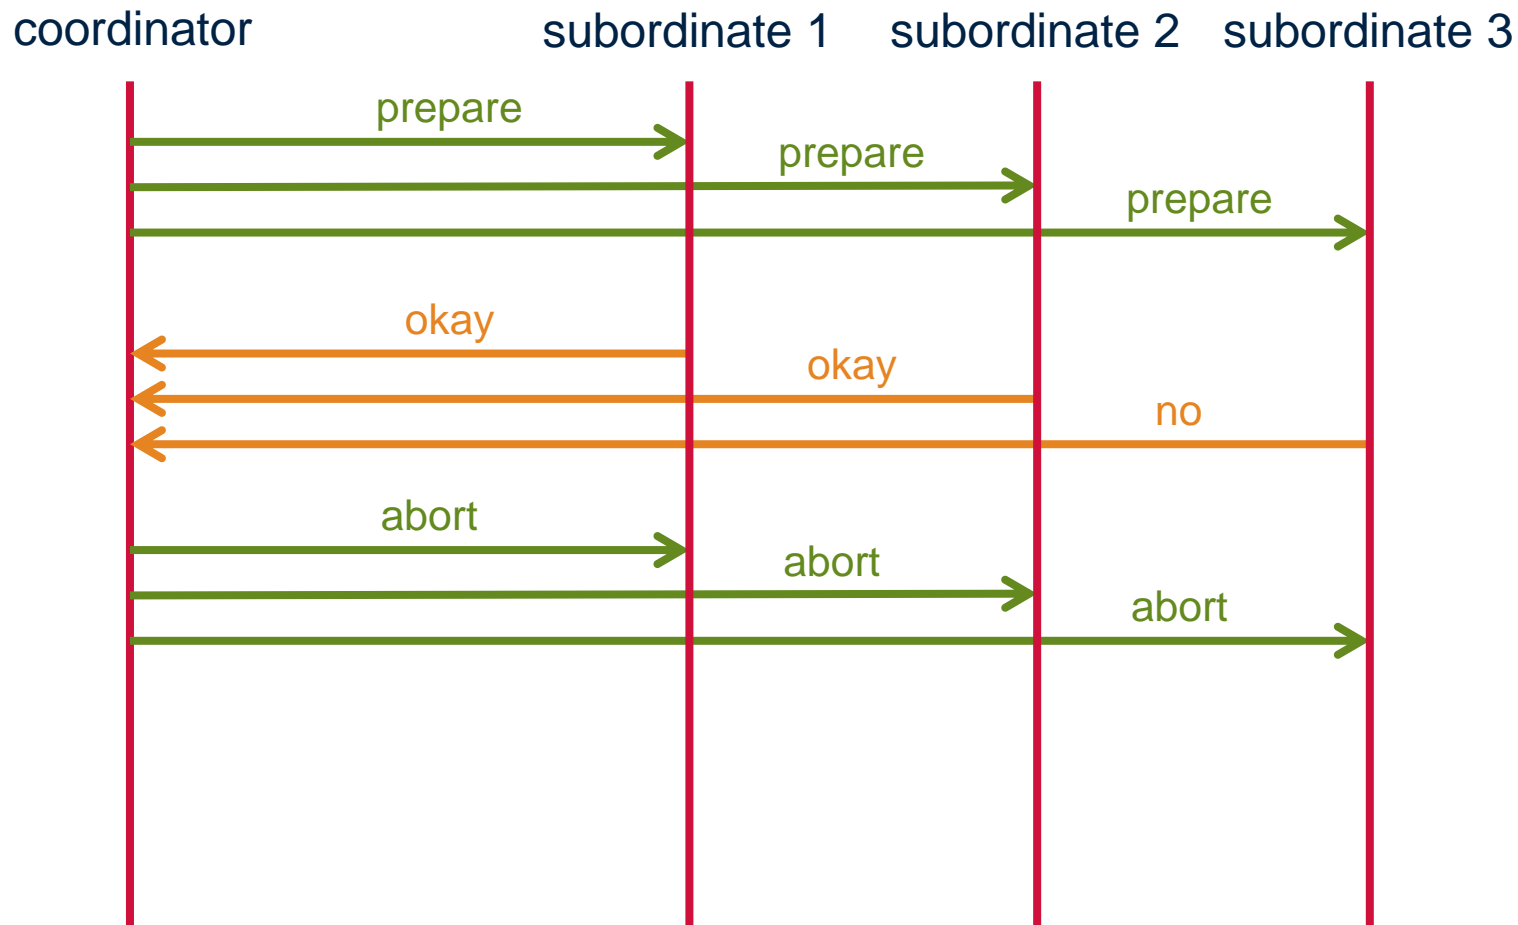 coordinator subordinate 1 subordinate 2 subordinate 3
prepare
prepare
prepare
okay
okay
no
abort
abort
abort